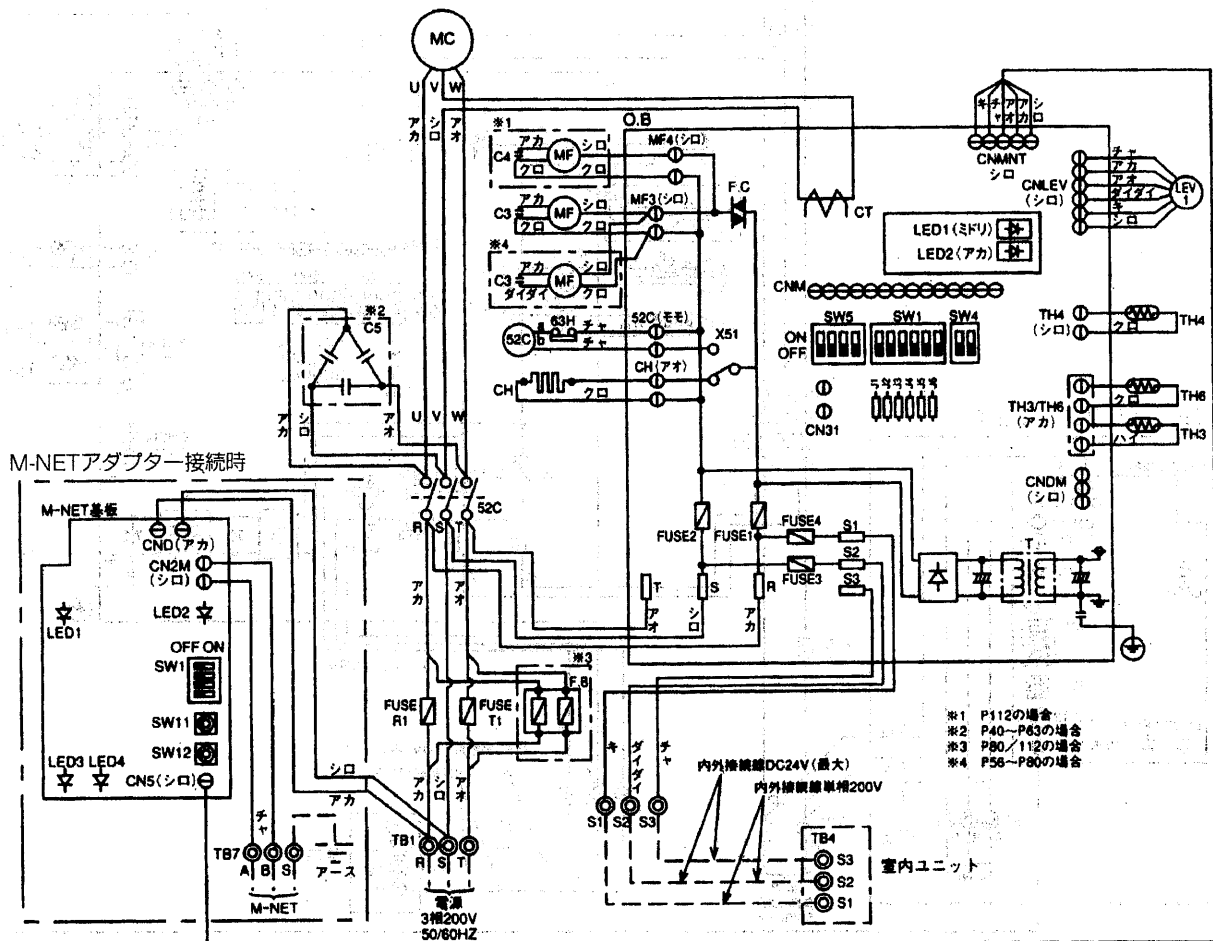 MC
U V W
アカ
シロ
アオ
※1
アカ
シロ
C4
MF
クロ
クロ
MF4(シロ)
O.B
アカ
シロ
C3
MF
クロ
クロ
MF3(シロ)
F.C
CT
※4
アカ
シロ
C3
MF
ダイダイ
クロ
52C
a
b
63H
チャ
チャ
52C(モモ)
X51
CH
クロ
CH(アオ)
キ
チャ
アオ
アカ
シロ
CNMNT
シロ
CNLEV
(シロ)
チャ
アカ
アオ
ダイダイ
キ
シロ
LEV
1
LED1(ミドリ)
LED2(アカ)
CNM
SW5
SW1
SW4
ON
OFF
J1
J2
J3
J4
J5
J6
CN31
TH4
(シロ)
クロ
TH4
TH3/TH6
(アカ)
クロ
TH6
ハイ
TH3
CNDM
(シロ)
※2
C5
アカ
シロ
アオ
U V W
52C
R S T
アカ
アオ
FUSE2
FUSE1
FUSE4
FUSE3
S1
S2
S3
T
S
R
アオ
シロ
アカ
T
M-NETアダプター接続時
M-NET基板
CND(アカ)
CN2M
(シロ)
LED1
LED2
OFF ON
SW1
SW11
SW12
LED3 LED4
CN5(シロ)
チャ
TB7
A
B
S
アース
M-NET
シロ
アカ
FUSE
R1
FUSE
T1
※3
F.B
アカ
シロ
アオ
TB1
R S T
電源
3相200V
50/60HZ
キ
ダイダイ
チャ
S1
S2
S3
内外接続線DC24V(最大)
内外接続線単相200V
TB4
S3
S2
S1
室内ユニット
※1 P112の場合
※2 P40～P63の場合
※3 P80/112の場合
※4 P56～P80の場合